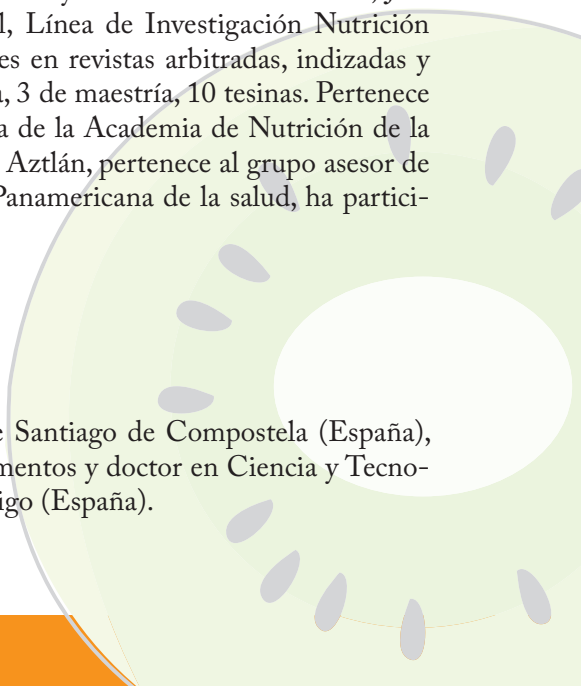 l, Línea de Investigación Nutrición
es en revistas arbitradas, indizadas y
a, 3 de maestría, 10 tesinas. Pertenece
a de la Academia de Nutrición de la
Aztlán, pertenece al grupo asesor de
Panamericana de la salud, ha partici-
e Santiago de Compostela (España),
mentos y doctor en Ciencia y Tecno-
igo (España).